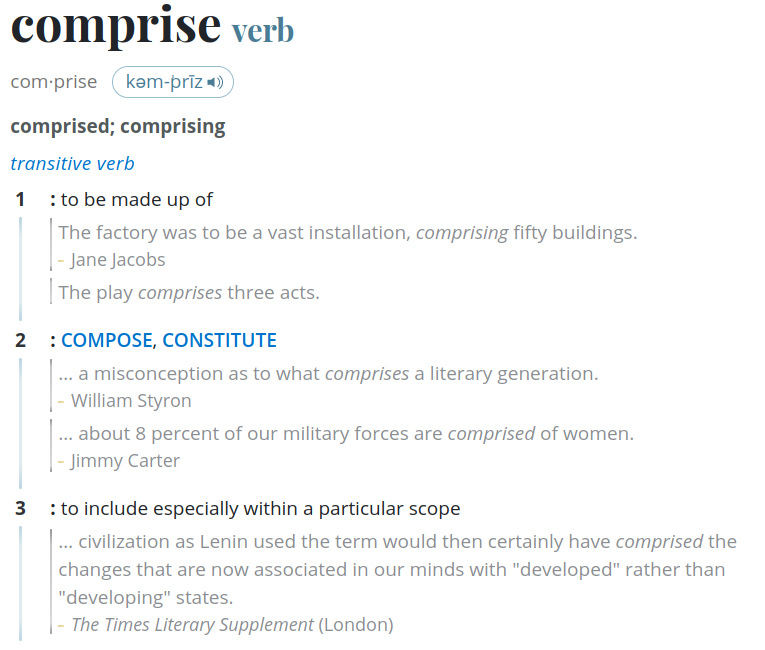 comprise verb
com·prise kəm-ˈprīz
comprised; comprising
transitive verb
1 : to be made up of
The factory was to be a vast installation, comprising fifty buildings.
– Jane Jacobs
The play comprises three acts.
2 : COMPOSE, CONSTITUTE
... a misconception as to what comprises a literary generation.
– William Styron
... about 8 percent of our military forces are comprised of women.
– Jimmy Carter
3 : to include especially within a particular scope
... civilization as Lenin used the term would then certainly have comprised the
changes that are now associated in our minds with "developed" rather than
"developing" states.
– The Times Literary Supplement (London)